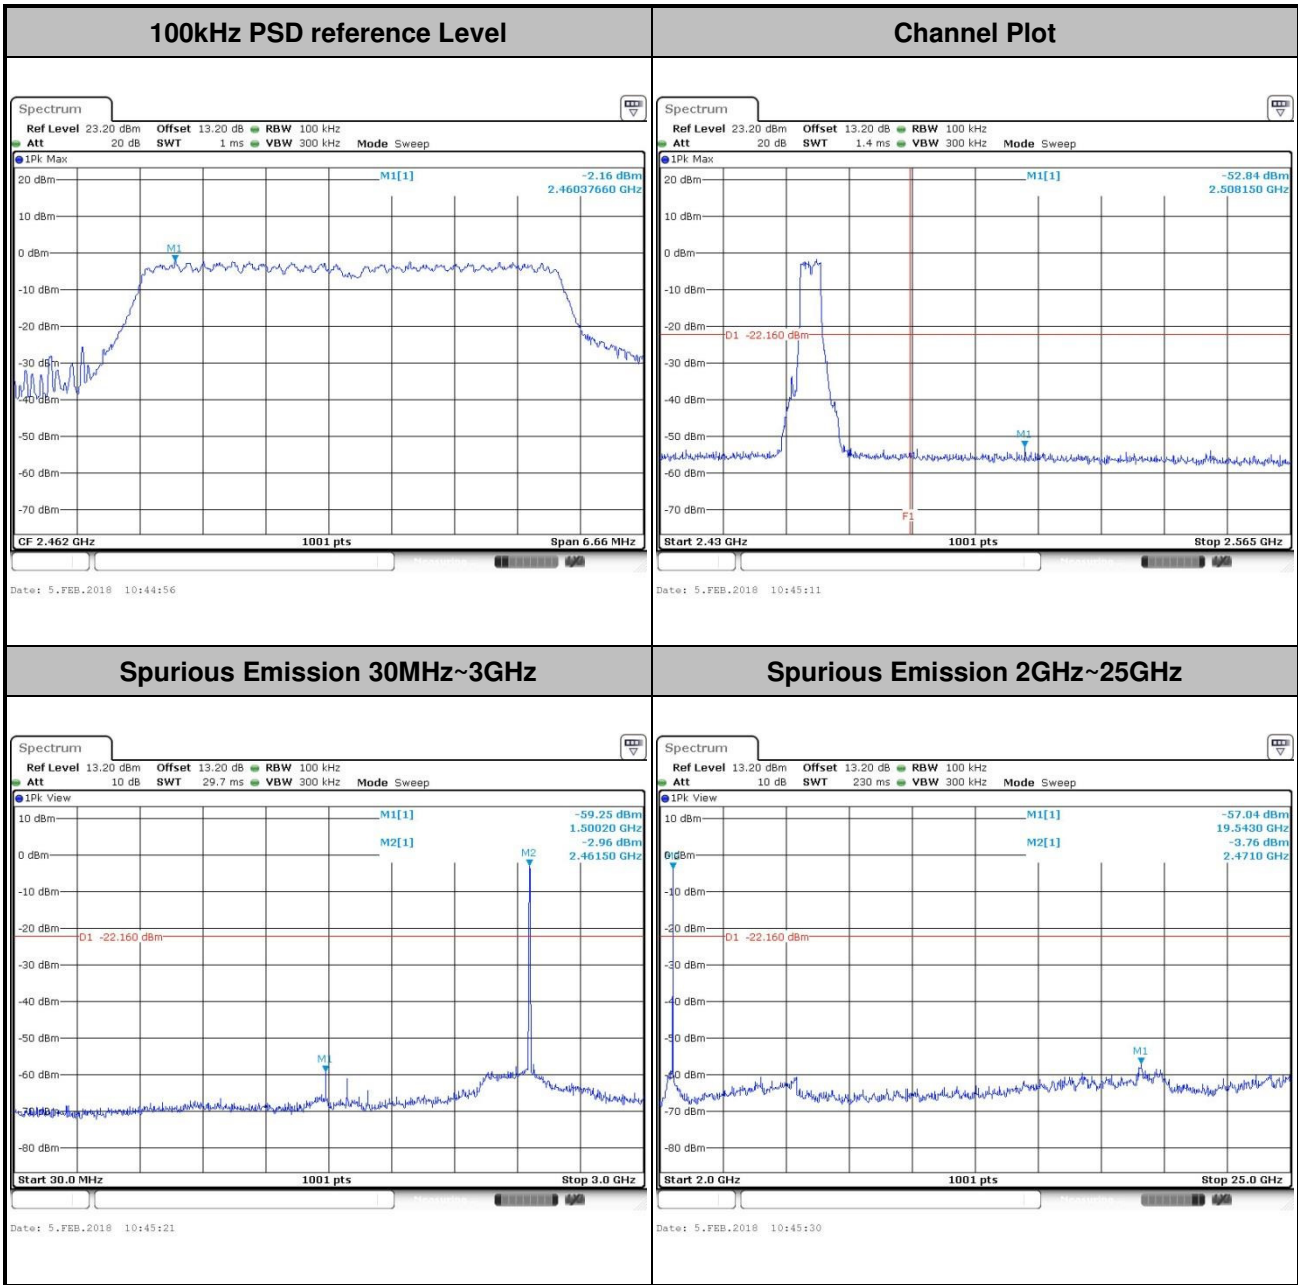 100kHz PSD reference Level
Channel Plot
Spectrum
Ref Level 23.20 dBm Offset 13.20 dB RBW 100 kHz
Att 20 dB SWT 1 ms VBW 300 kHz Mode Sweep
1Pk Max
M1[1] -2.16 dBm
2.46037660 GHz
20 dBm
10 dBm
M1
0 dBm
-10 dBm
-20 dBm
-30 dBm
-40 dBm
-50 dBm
-60 dBm
-70 dBm
CF 2.462 GHz 1001 pts Span 6.66 MHz
Date: 5.FEB.2018 10:44:56
Spectrum
Ref Level 23.20 dBm Offset 13.20 dB RBW 100 kHz
Att 20 dB SWT 1.4 ms VBW 300 kHz Mode Sweep
1Pk Max
M1[1] -52.84 dBm
2.508150 GHz
20 dBm
10 dBm
0 dBm
-10 dBm
-20 dBm
D1 -22.160 dBm
-30 dBm
-40 dBm
-50 dBm
M1
-60 dBm
-70 dBm
F1
Start 2.43 GHz 1001 pts Stop 2.565 GHz
Date: 5.FEB.2018 10:45:11
Spurious Emission 30MHz~3GHz
Spurious Emission 2GHz~25GHz
Spectrum
Ref Level 13.20 dBm Offset 13.20 dB RBW 100 kHz
Att 10 dB SWT 29.7 ms VBW 300 kHz Mode Sweep
1Pk View
M1[1] -59.25 dBm
1.50020 GHz
M2[1] -2.96 dBm
2.46150 GHz
10 dBm
M2
0 dBm
-10 dBm
-20 dBm
D1 -22.160 dBm
-30 dBm
-40 dBm
-50 dBm
M1
-60 dBm
-70 dBm
-80 dBm
Start 30.0 MHz 1001 pts Stop 3.0 GHz
Date: 5.FEB.2018 10:45:21
Spectrum
Ref Level 13.20 dBm Offset 13.20 dB RBW 100 kHz
Att 10 dB SWT 230 ms VBW 300 kHz Mode Sweep
1Pk View
M1[1] -57.04 dBm
19.5430 GHz
M2[1] -3.76 dBm
2.4710 GHz
10 dBm
0 dBm
-10 dBm
-20 dBm
D1 -22.160 dBm
-30 dBm
-40 dBm
-50 dBm
M1
-60 dBm
-70 dBm
-80 dBm
Start 2.0 GHz 1001 pts Stop 25.0 GHz
Date: 5.FEB.2018 10:45:30